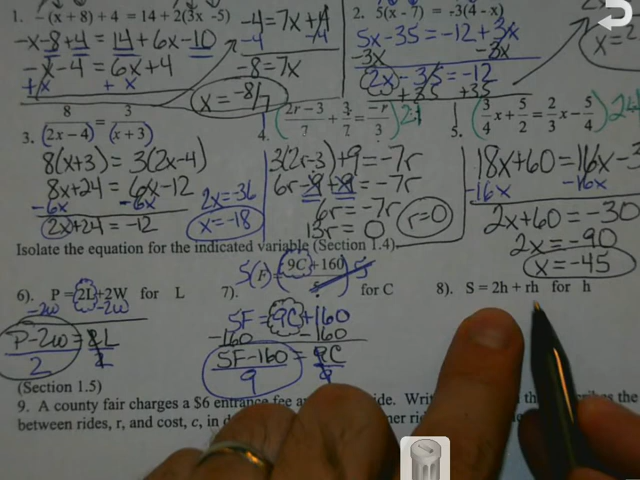 1. -(x + 8) + 4 = 14 + 2(3x -5)
-x-8+4 = 14+6x-10
-x-4 = 6x+4
+x +x
-4=7x+4
-4 -4
-8=7x
x=-8/7
2. 5(x - 7) = -3(4 - x)
5x-35=-12+3x
-3x -3x
2x-35=-12
+35 +35
3. 8/(2x - 4) = 3/(x + 3)
8(x+3) = 3(2x-4)
8x+24 = 6x-12
-6x -6x
2x+24 = -12
2x=-36
x=-18
4. (2r-3)/7 + 3/7 = -r/3 21
3(2r-3)+9=-7r
6r-9+9=-7r
6r=-7r
13r=0
r=0
5. (3/4 x + 5/2 = 2/3 x - 5/4)
18x+60=16x-3
-16x -16x
2x+60=-30
2x=-90
x=-45
Isolate the equation for the indicated variable (Section 1.4)
6). P=2L+2W for L
-2w -2w
P-2w=2L
2 2
7). 5(F)=(9C+160)5 for C
5F=9C+160
-160 -160
5F-160=9C
9 9
8). S = 2h + rh for h
(Section 1.5)
9. A county fair charges a $6 entrance fee ide. Writ the
between rides, r, and cost, c, in